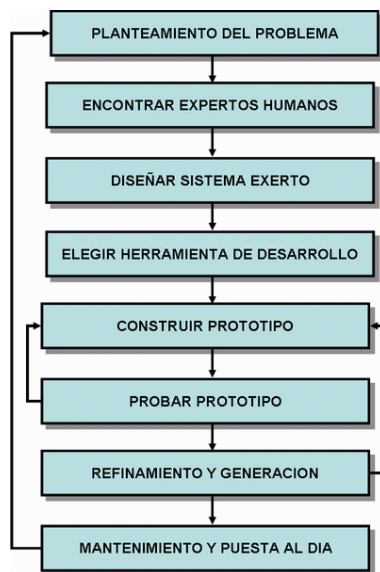 PLANTEAMIENTO DEL PROBLEMA
ENCONTRAR EXPERTOS HUMANOS
DISEÑAR SISTEMA EXERTO
ELEGIR HERRAMIENTA DE DESARROLLO
CONSTRUIR PROTOTIPO
PROBAR PROTOTIPO
REFINAMIENTO Y GENERACION
MANTENIMIENTO Y PUESTA AL DIA